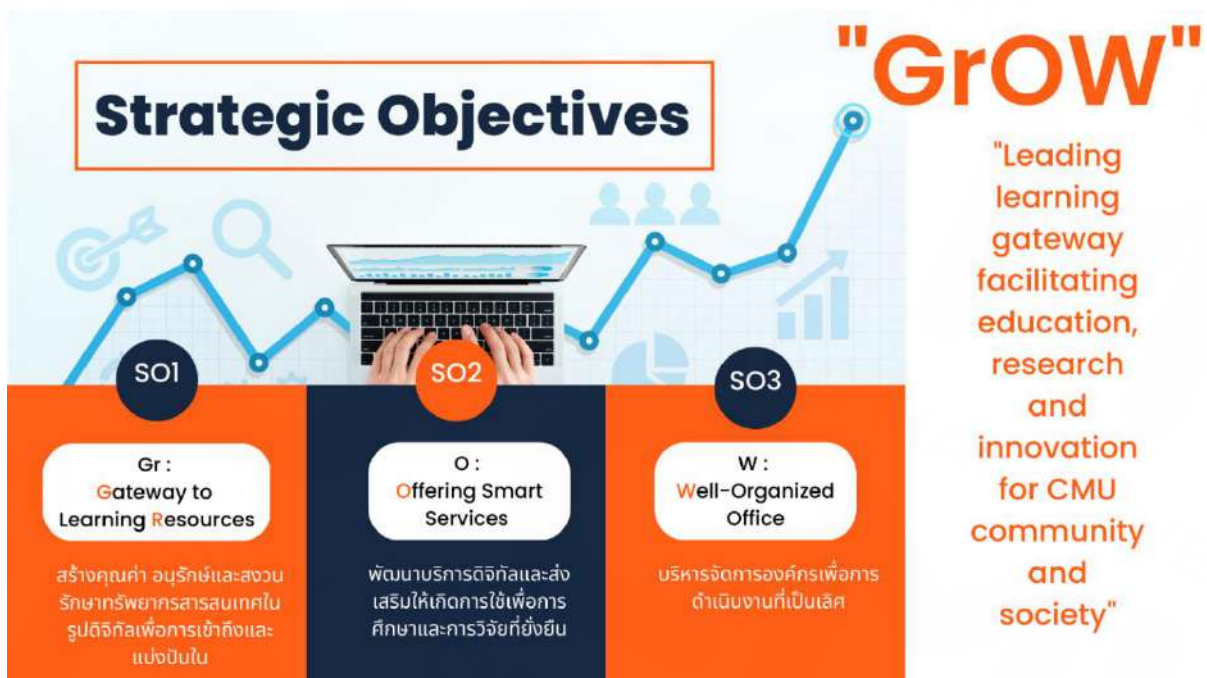 Strategic Objectives
SO1
Gr :
Gateway to
Learning Resources
สร้างคุณค่า อนุรักษ์และสงวน
รักษาทรัพยากรสารสนเทศใน
รูปดิจิทัลเพื่อการเข้าถึงและ
แบ่งปันใน
SO2
O :
Offering Smart
Services
พัฒนาบริการดิจิทัลและส่ง
เสริมให้เกิดการใช้เพื่อการ
ศึกษาและการวิจัยที่ยั่งยืน
SO3
W :
Well-Organized
Office
บริหารจัดการองค์กรเพื่อการ
ดำเนินงานที่เป็นเลิศ
"GrOW"
"Leading
learning
gateway
facilitating
education,
research
and
innovation
for CMU
community
and
society"